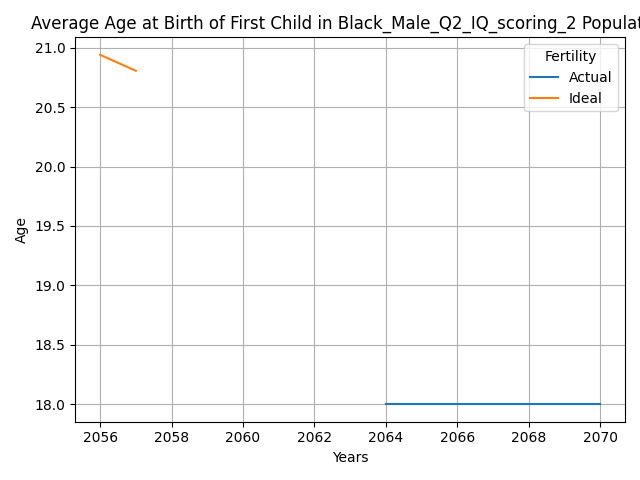 Average Age at Birth of First Child in Black_Male_Q2_IQ_scoring_2 Populat
21.0
20.5
20.0
19.5
19.0
18.5
18.0
Age
Fertility
Actual
Ideal
2056 2058 2060 2062 2064 2066 2068 2070
Years